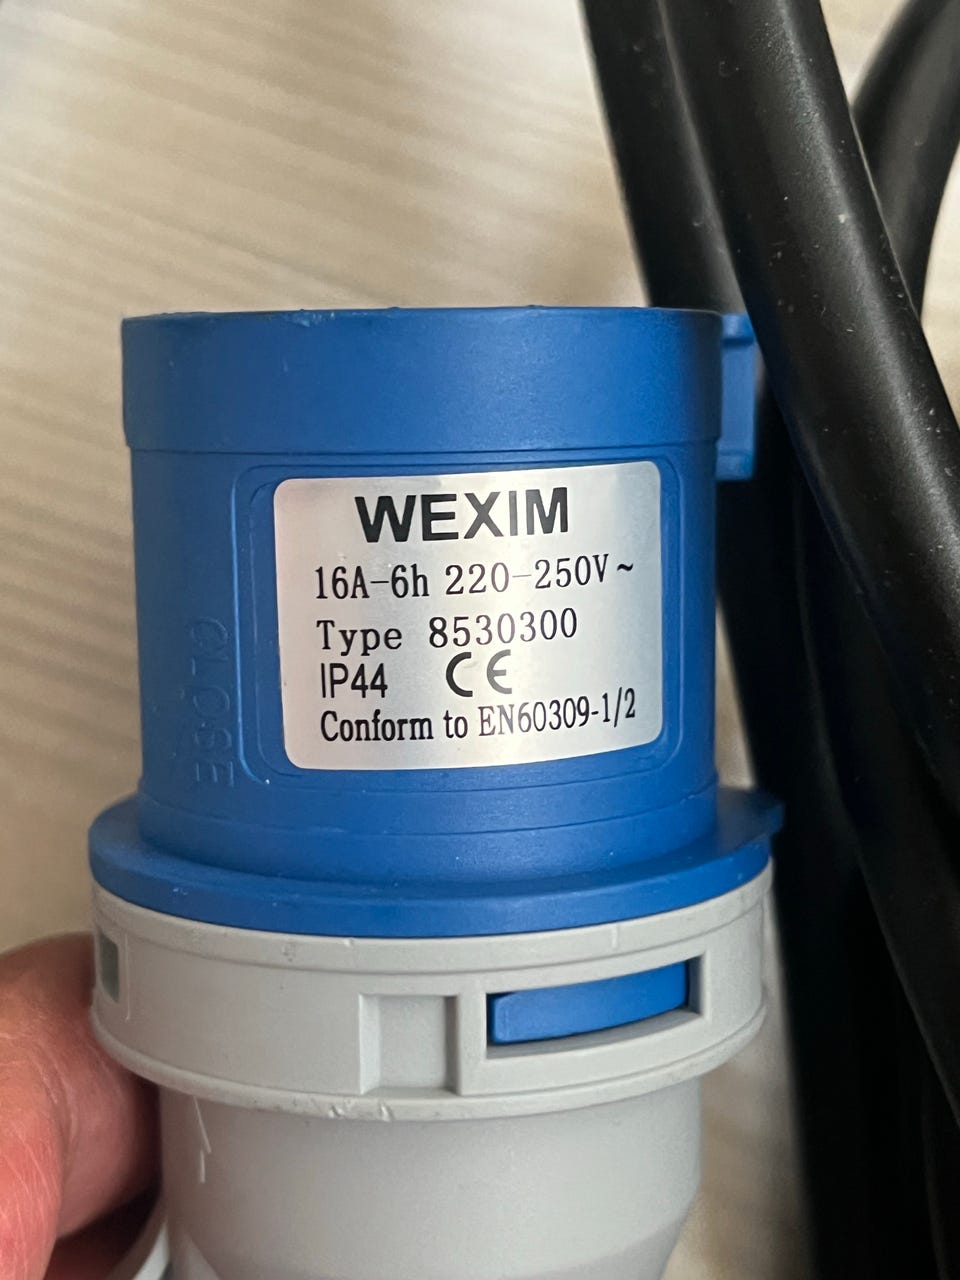 WEXIM
16A-6h 220-250V~
Type 8530300
IP44 CE
Conform to EN60309-1/2
CLOSE